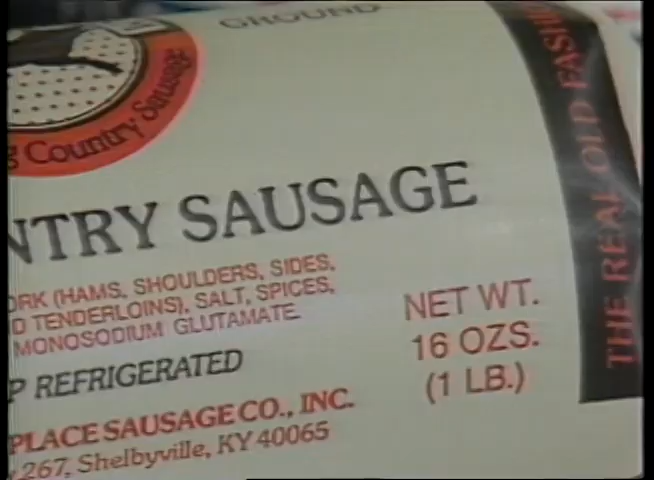 GROUND
Country Sausage
NTRY SAUSAGE
ORK (HAMS, SHOULDERS, SIDES,
D TENDERLOINS), SALT, SPICES,
MONOSODIUM GLUTAMATE
P REFRIGERATED
PLACE SAUSAGE CO., INC.
267, Shelbyville, KY 40065
NET WT.
16 OZS.
(1 LB.)
THE REAL OLD FASHI